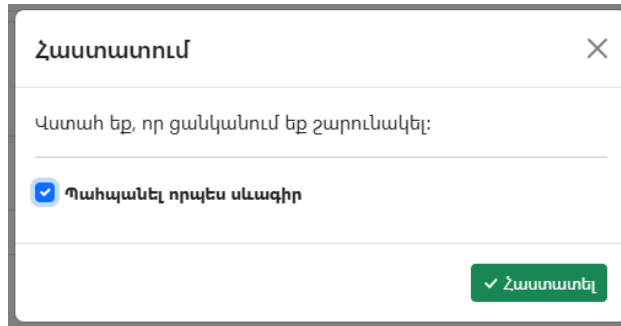 Հաստատում
Վստահ եք, որ ցանկանում եք շարունակել:
Պահպանել որպես սևագիր
Հաստատել